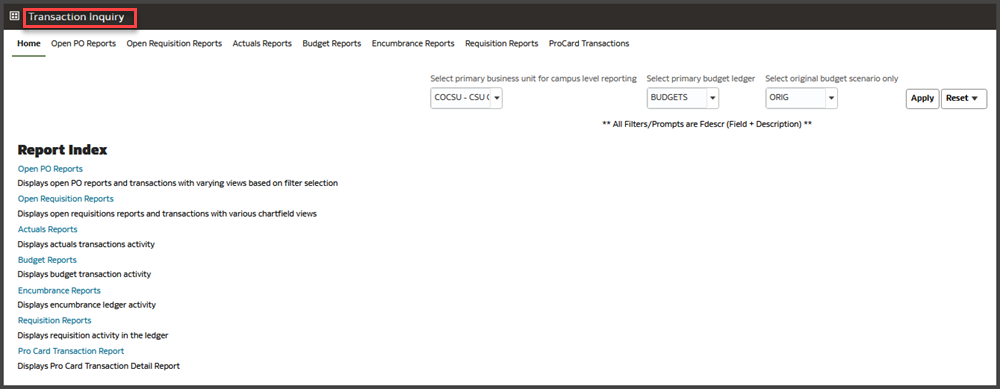 Transaction Inquiry
Home Open PO Reports Open Requisition Reports Actuals Reports Budget Reports Encumbrance Reports Requisition Reports ProCard Transactions
Select primary business unit for campus level reporting Select primary budget ledger Select original budget scenario only
COCSU - CSU BUDGETS ORIG Apply Reset
** All Filters/Prompts are Fdescr (Field + Description) **
Report Index
Open PO Reports
Displays open PO reports and transactions with varying views based on filter selection
Open Requisition Reports
Displays open requisitions reports and transactions with various chartfield views
Actuals Reports
Displays actuals transactions activity
Budget Reports
Displays budget transaction activity
Encumbrance Reports
Displays encumbrance ledger activity
Requisition Reports
Displays requisition activity in the ledger
Pro Card Transaction Report
Displays Pro Card Transaction Detail Report